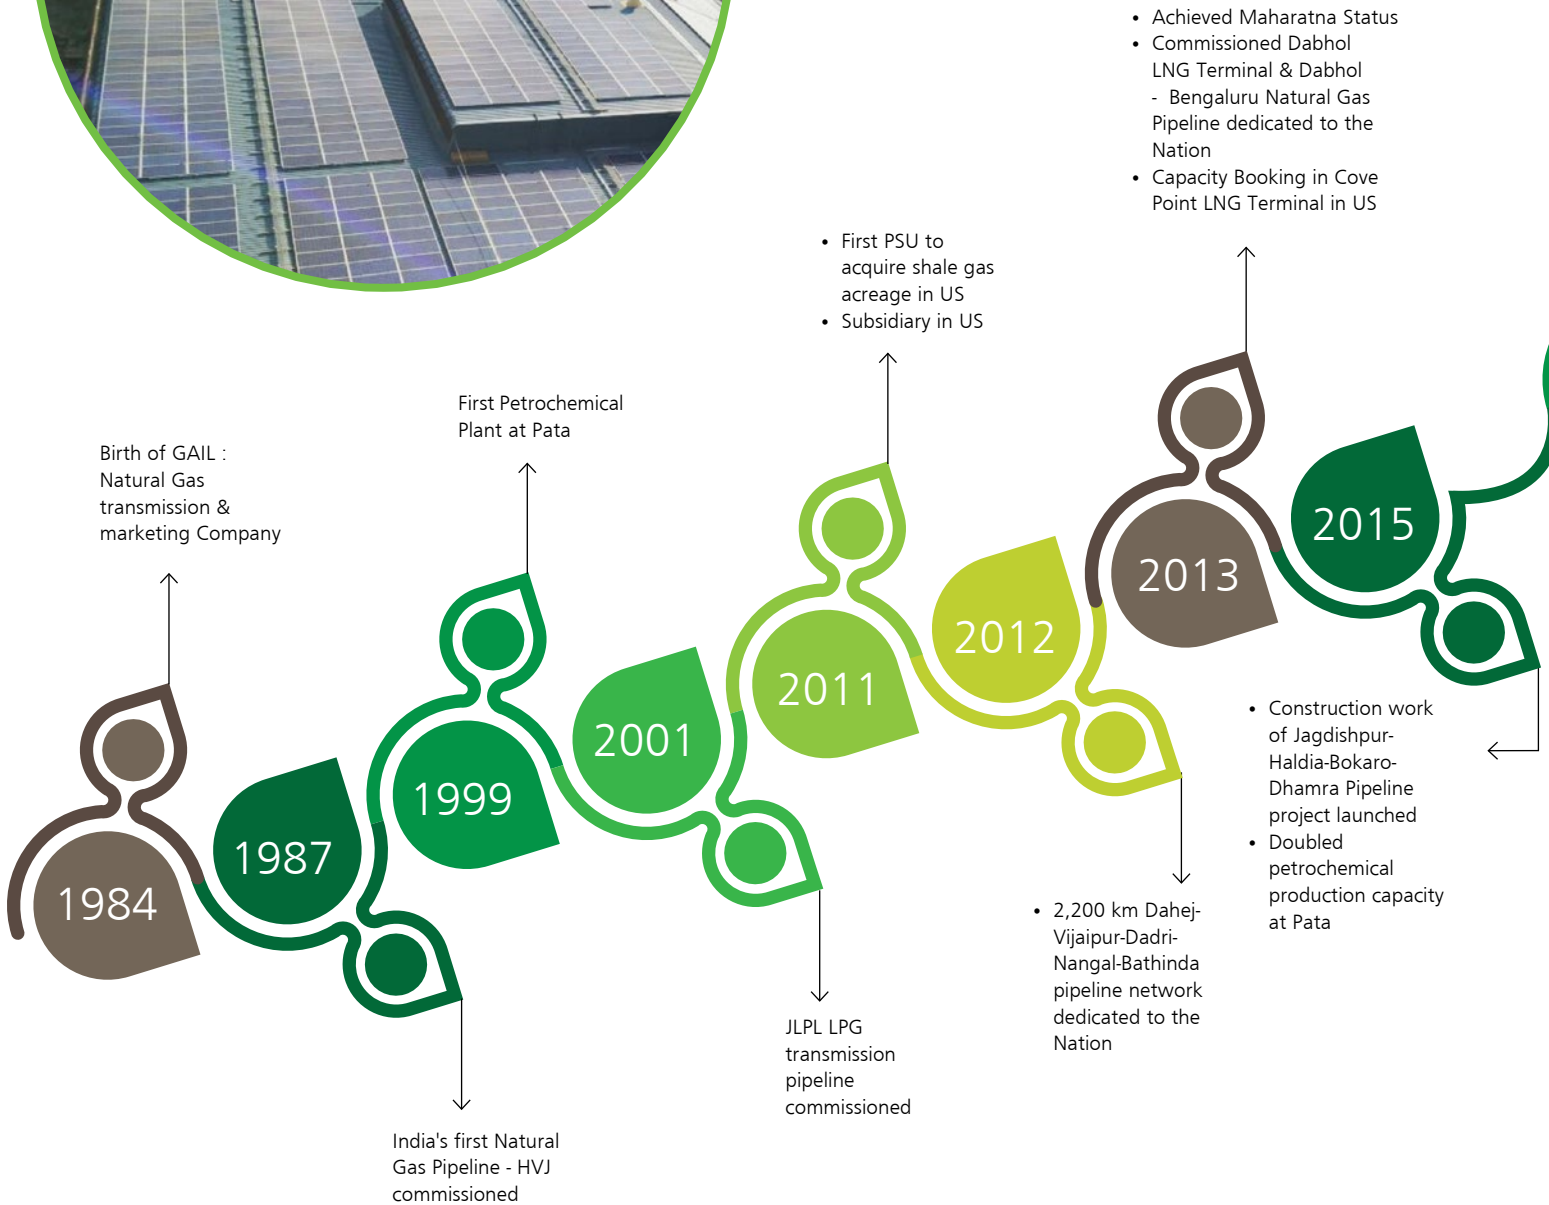 • Achieved Maharatna Status
• Commissioned Dabhol
LNG Terminal & Dabhol
- Bengaluru Natural Gas
Pipeline dedicated to the
Nation
• Capacity Booking in Cove
Point LNG Terminal in US
• First PSU to
acquire shale gas
acreage in US
• Subsidiary in US
First Petrochemical
Plant at Pata
Birth of GAIL :
Natural Gas
transmission &
marketing Company
1984
1987
1999
2001
2011
2012
2013
2015
• Construction work
of Jagdishpur-
Haldia-Bokaro-
Dhamra Pipeline
project launched
• Doubled
petrochemical
production capacity
at Pata
• 2,200 km Dahej-
Vijaipur-Dadri-
Nangal-Bathinda
pipeline network
dedicated to the
Nation
JLPL LPG
transmission
pipeline
commissioned
India's first Natural
Gas Pipeline - HVJ
commissioned